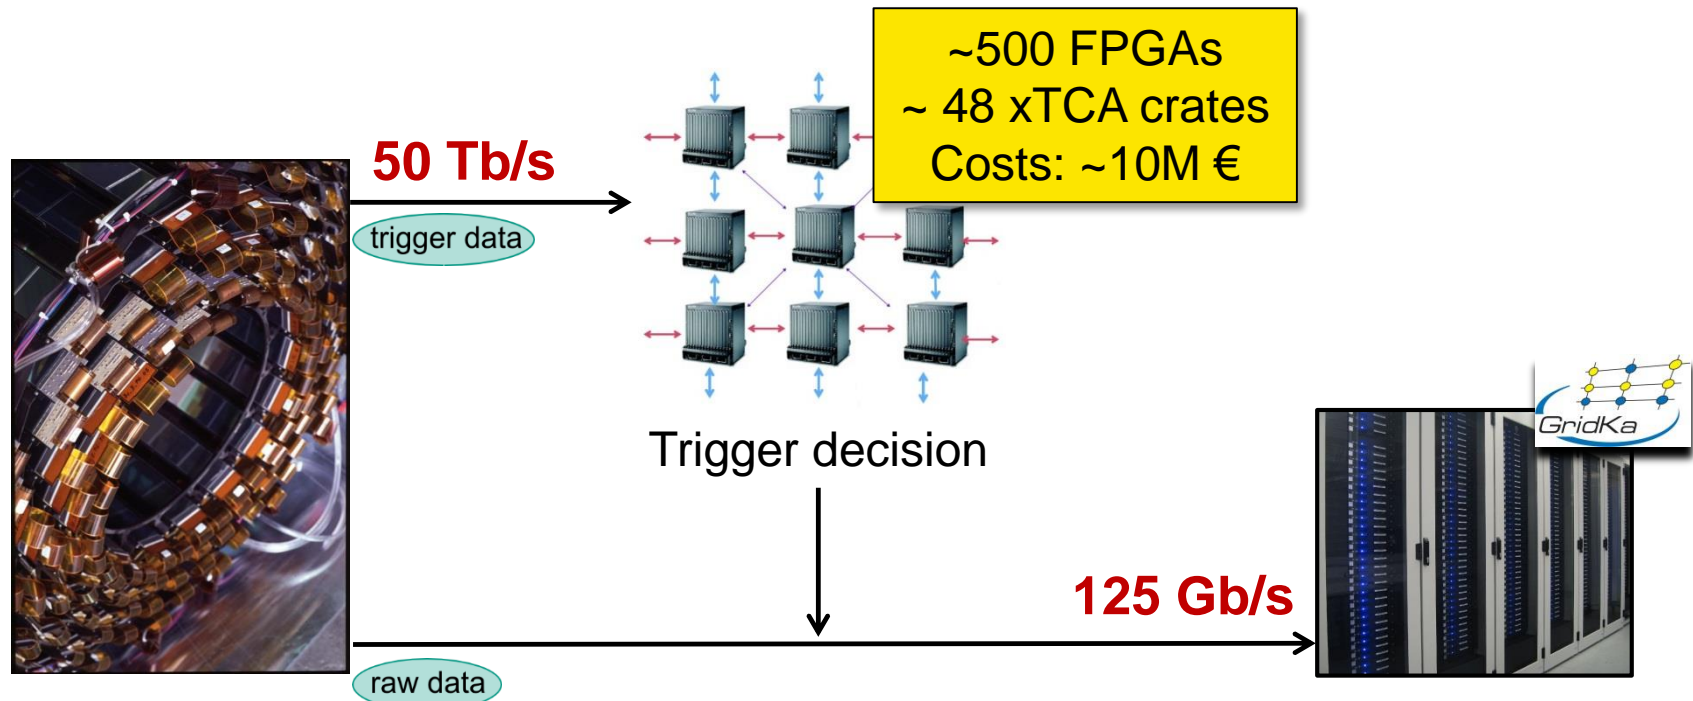 ~500 FPGAs
~ 48 xTCA crates
Costs: ~10M €
50 Tb/s
trigger data
GridKa
Trigger decision
125 Gb/s
raw data